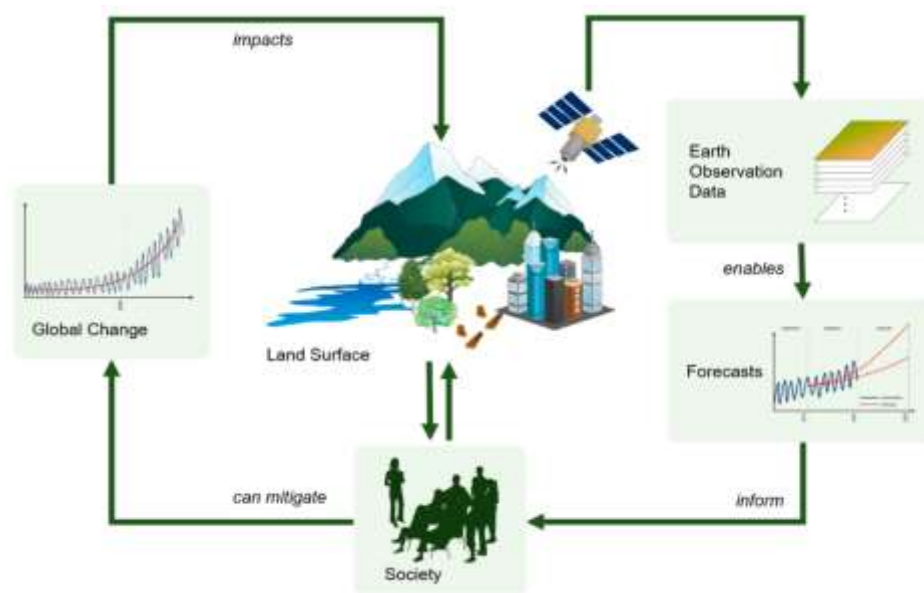 impacts
Earth
Observation
Data
enables
Global Change
Land Surface
Forecasts
can mitigate
inform
Society